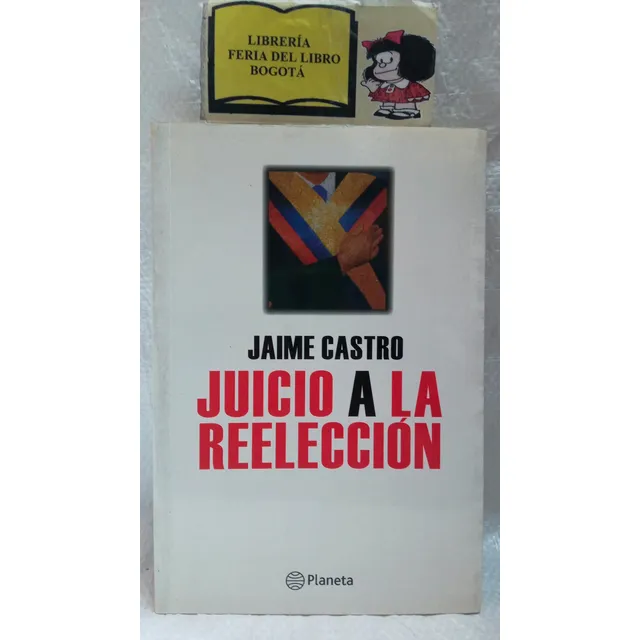 LIBRERÍA
FERIA DEL LIBRO
BOGOTÁ
JAIME CASTRO
JUICIO A LA
REELECCIÓN
Planeta